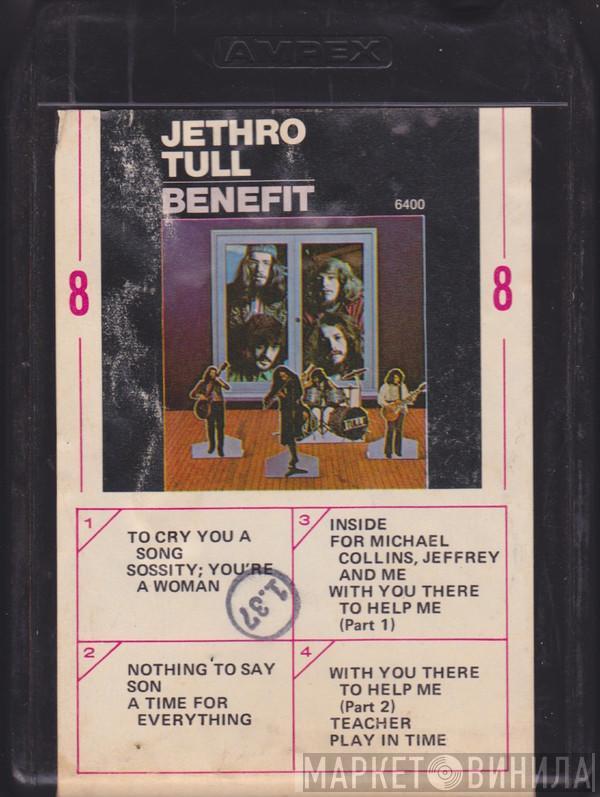 AMPEX
JETHRO
TULL
BENEFIT
6400
8
8
TULL
1
TO CRY YOU A
SONG
SOSSITY; YOU'RE
A WOMAN
1.37
2
NOTHING TO SAY
SON
A TIME FOR
EVERYTHING
3
INSIDE
FOR MICHAEL
COLLINS, JEFFREY
AND ME
WITH YOU THERE
TO HELP ME
(Part 1)
4
WITH YOU THERE
TO HELP ME
(Part 2)
TEACHER
PLAY IN TIME
МАРКЕТ ВИНИЛА